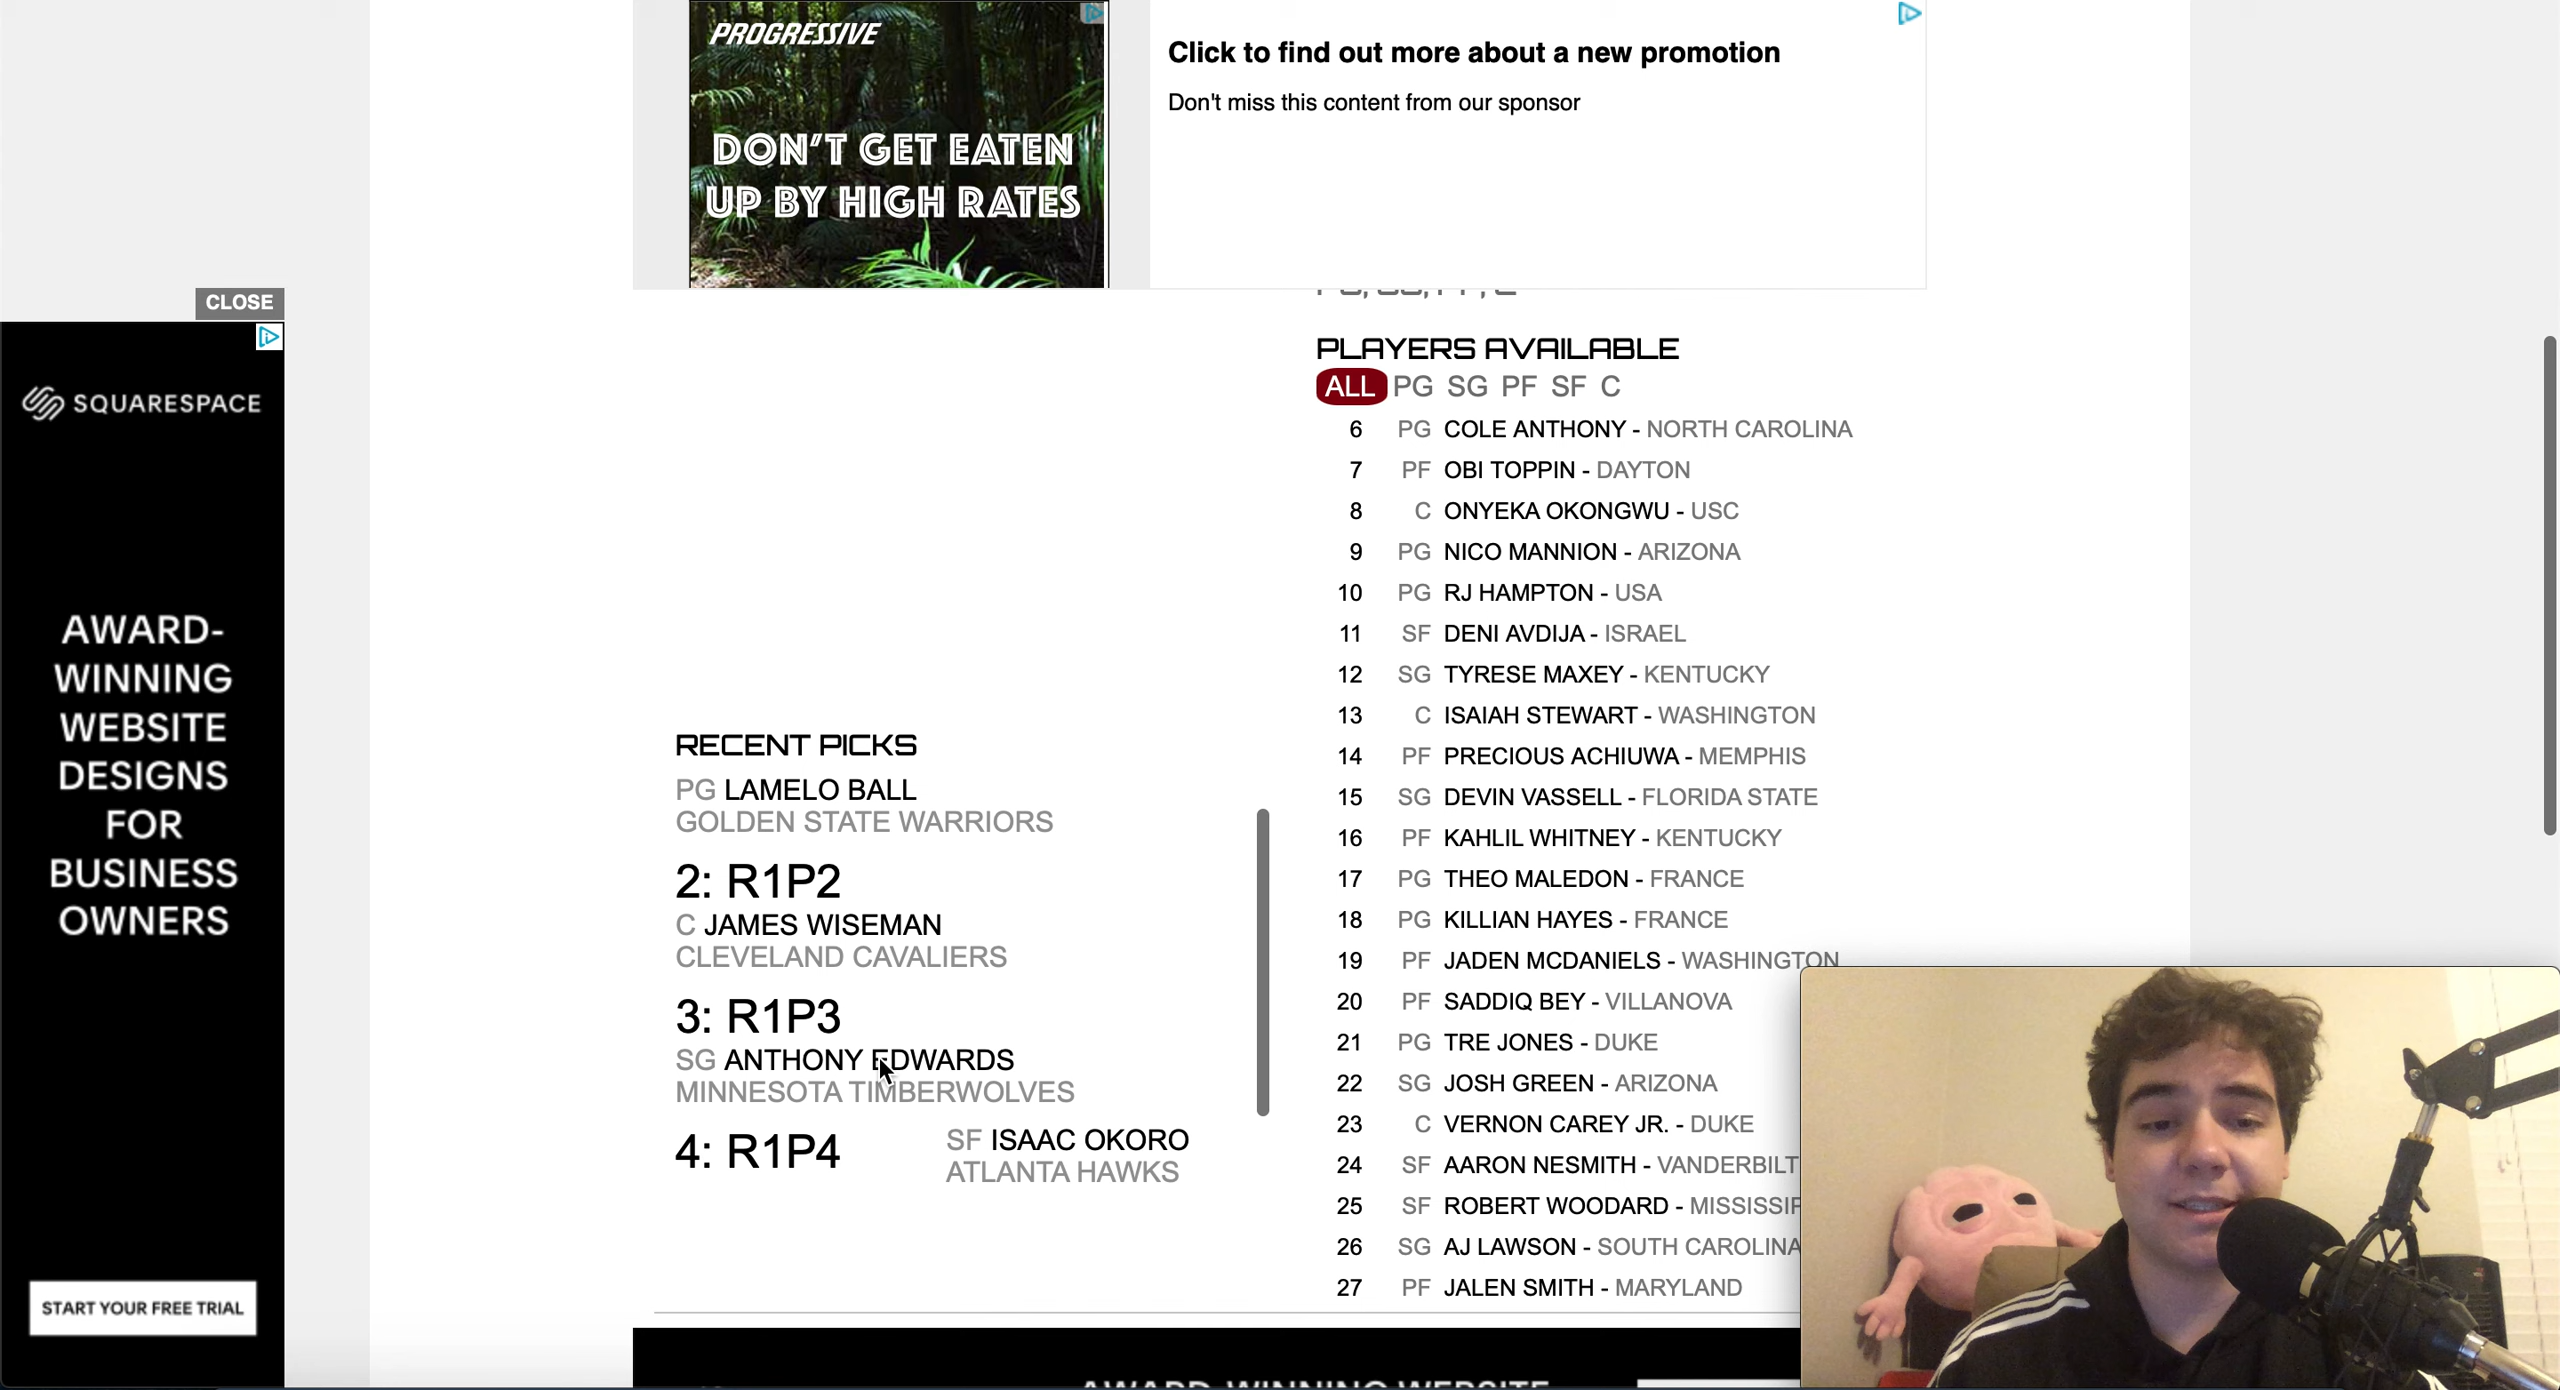 PROGRESSIVE
DON'T GET EATEN
UP BY HIGH RATES
Click to find out more about a new promotion
Don't miss this content from our sponsor
CLOSE
SQUARESPACE
AWARD-
WINNING
WEBSITE
DESIGNS
FOR
BUSINESS
OWNERS
START YOUR FREE TRIAL
RECENT PICKS
PG LAMELO BALL
GOLDEN STATE WARRIORS
2: R1P2
C JAMES WISEMAN
CLEVELAND CAVALIERS
3: R1P3
SG ANTHONY EDWARDS
MINNESOTA TIMBERWOLVES
4: R1P4
SF ISAAC OKORO
ATLANTA HAWKS
PLAYERS AVAILABLE
ALL PG SG PF SF C
6 PG COLE ANTHONY - NORTH CAROLINA
7 PF OBI TOPPIN - DAYTON
8 C ONYEKA OKONGWU - USC
9 PG NICO MANNION - ARIZONA
10 PG RJ HAMPTON - USA
11 SF DENI AVDIJA - ISRAEL
12 SG TYRESE MAXEY - KENTUCKY
13 C ISAIAH STEWART - WASHINGTON
14 PF PRECIOUS ACHIUWA - MEMPHIS
15 SG DEVIN VASSELL - FLORIDA STATE
16 PF KAHLIL WHITNEY - KENTUCKY
17 PG THEO MALEDON - FRANCE
18 PG KILLIAN HAYES - FRANCE
19 PF JADEN MCDANIELS - WASHINGTON
20 PF SADDIQ BEY - VILLANOVA
21 PG TRE JONES - DUKE
22 SG JOSH GREEN - ARIZONA
23 C VERNON CAREY JR. - DUKE
24 SF AARON NESMITH - VANDERBILT
25 SF ROBERT WOODARD -
26 SG AJ LAWSON - SOUTH CAROLINA
27 PF JALEN SMITH - MARYLAND
AWARD-WINNING WEBSITE